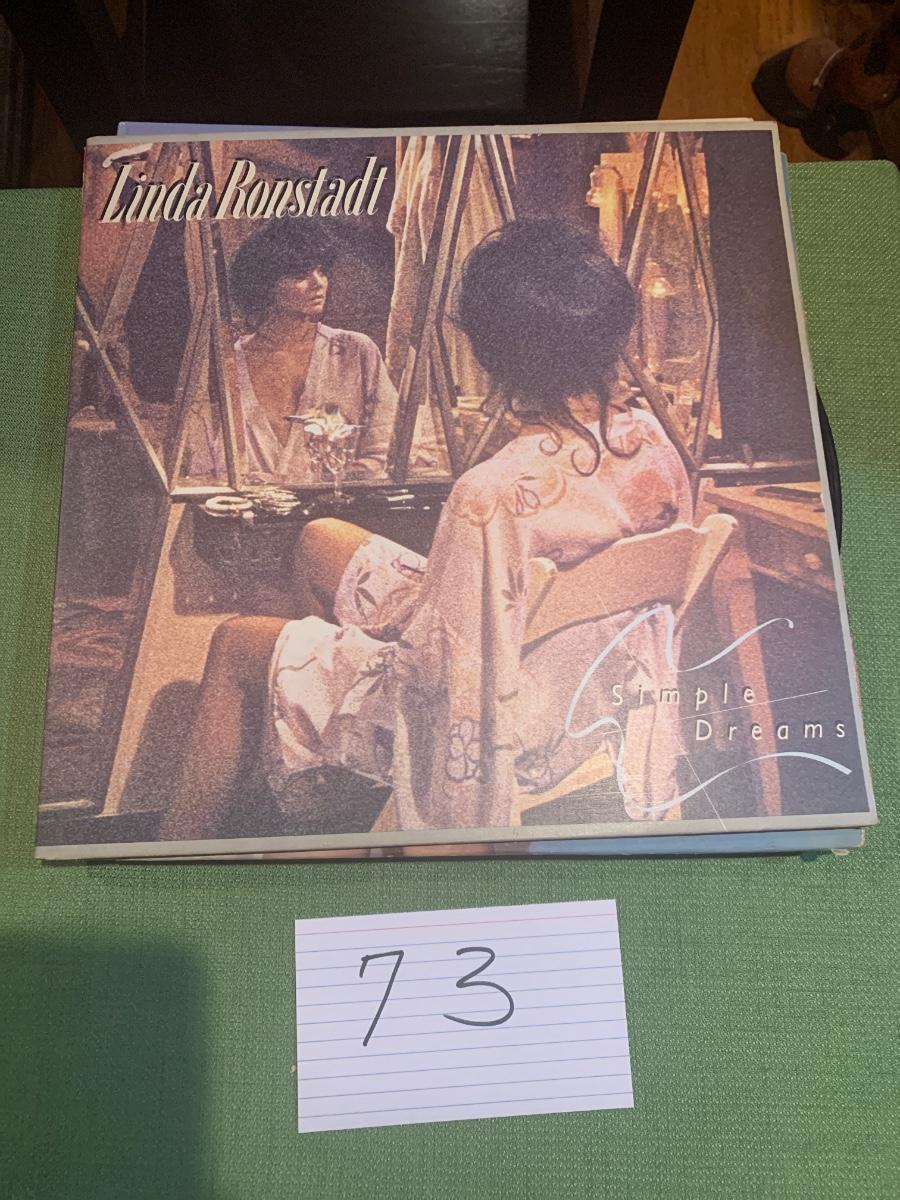 Linda Ronstadt
Simple
Dreams
73